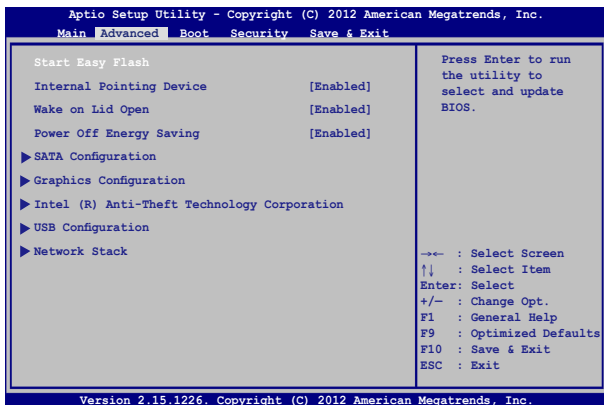 Aptio Setup Utility - Copyright (C) 2012 American Megatrends, Inc.
Main Advanced Boot Security Save & Exit
Start Easy Flash
Internal Pointing Device [Enabled]
Wake on Lid Open [Enabled]
Power Off Energy Saving [Enabled]
SATA Configuration
Graphics Configuration
Intel (R) Anti-Theft Technology Corporation
USB Configuration
Network Stack
Press Enter to run
the utility to
select and update
BIOS.
→← : Select Screen
↑↓ : Select Item
Enter: Select
+/— : Change Opt.
F1 : General Help
F9 : Optimized Defaults
F10 : Save & Exit
ESC : Exit
Version 2.15.1226. Copyright (C) 2012 American Megatrends, Inc.